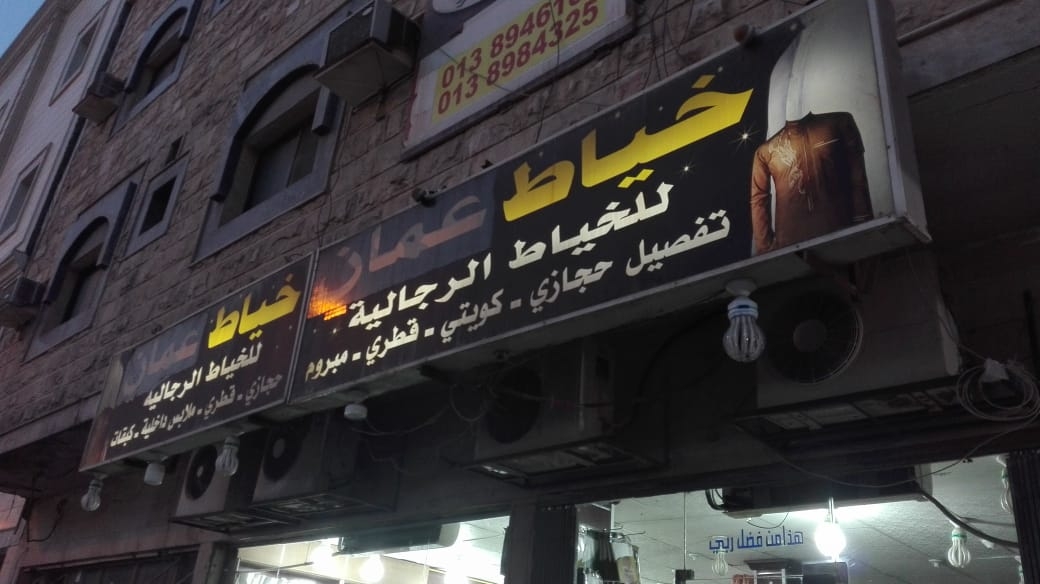 013 8984325
خياط عمان
للخياط الرجالية
تفصيل حجازي - كويتي - قطري - مبروم
خياط عمان
للخياط الرجاليه
حجازي - قطري - ملابس داخلية - كبقات
هذا من فضل ربي